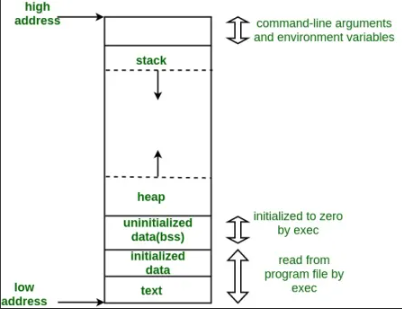 high
address
command-line arguments
and environment variables
stack
heap
uninitialized
data(bss)
initialized to zero
by exec
initialized
data
read from
program file by
exec
low
address
text